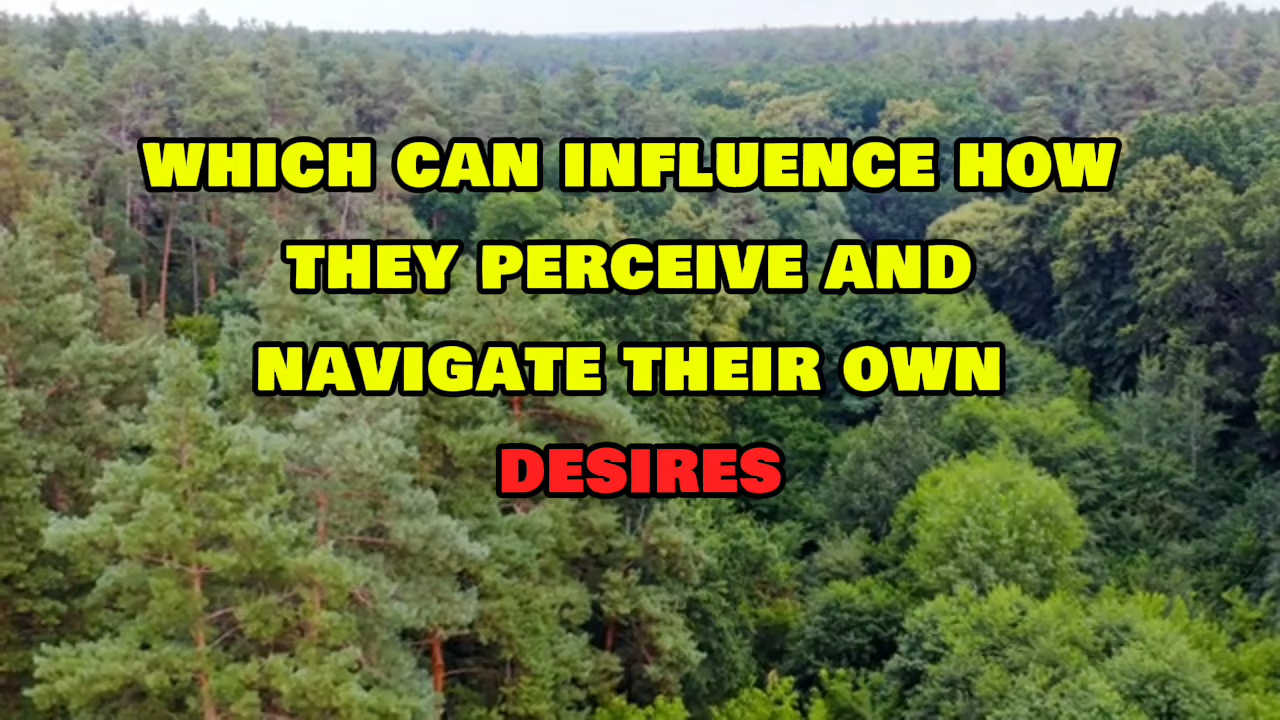 WHICH CAN INFLUENCE HOW
THEY PERCEIVE AND
NAVIGATE THEIR OWN
DESIRES